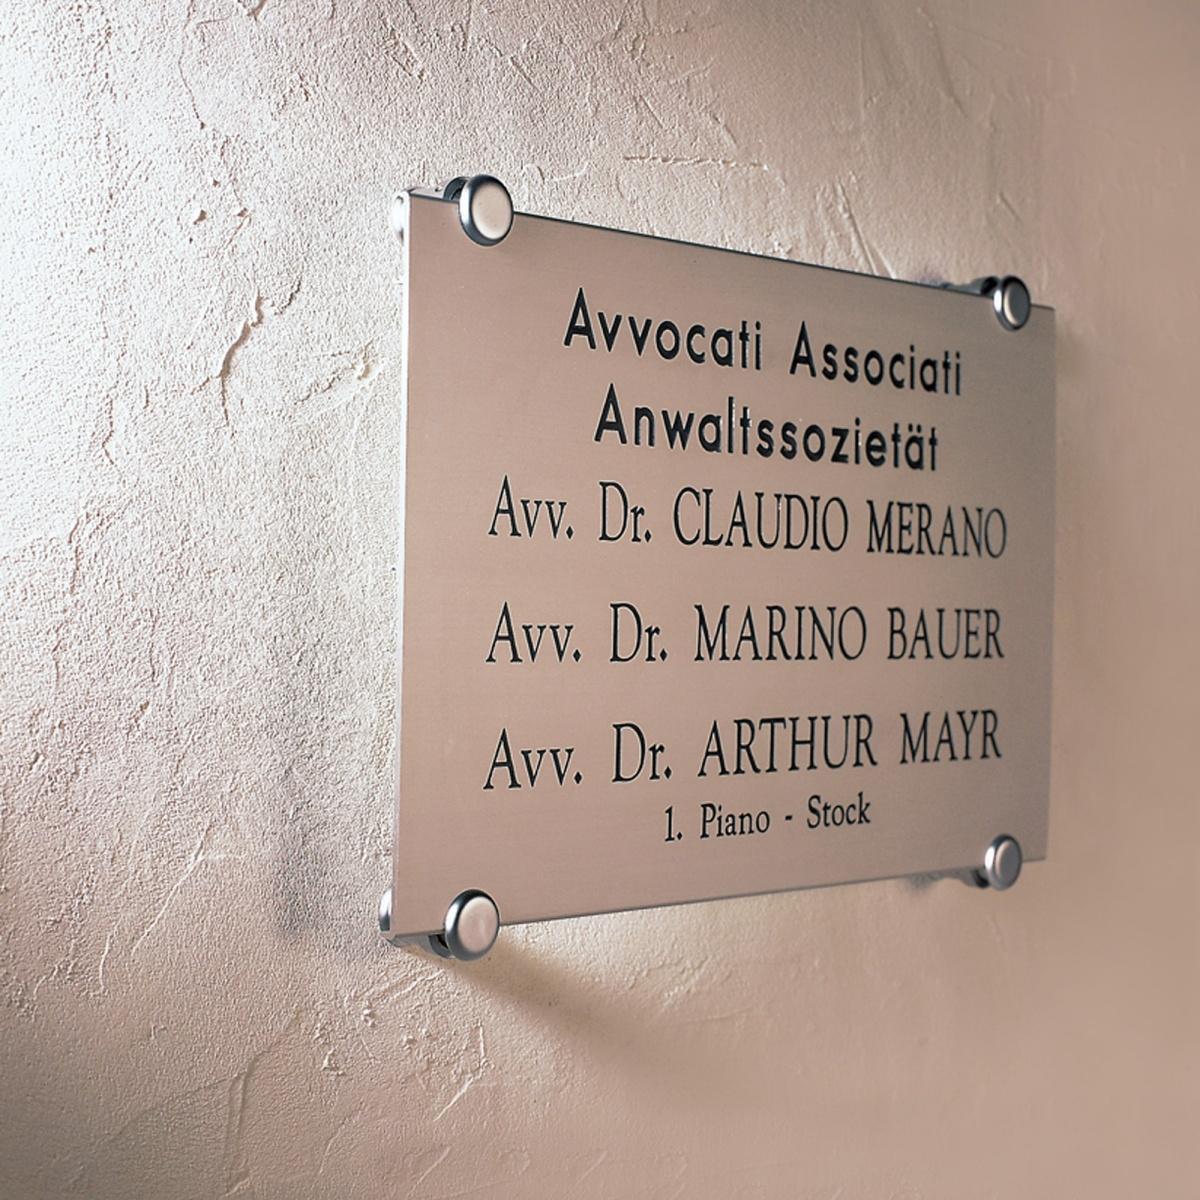 Avvocati Associati
Anwaltssozietät
Avv. Dr. CLAUDIO MERANO
Avv. Dr. MARINO BAUER
Avv. Dr. ARTHUR MAYR
1. Piano - Stock